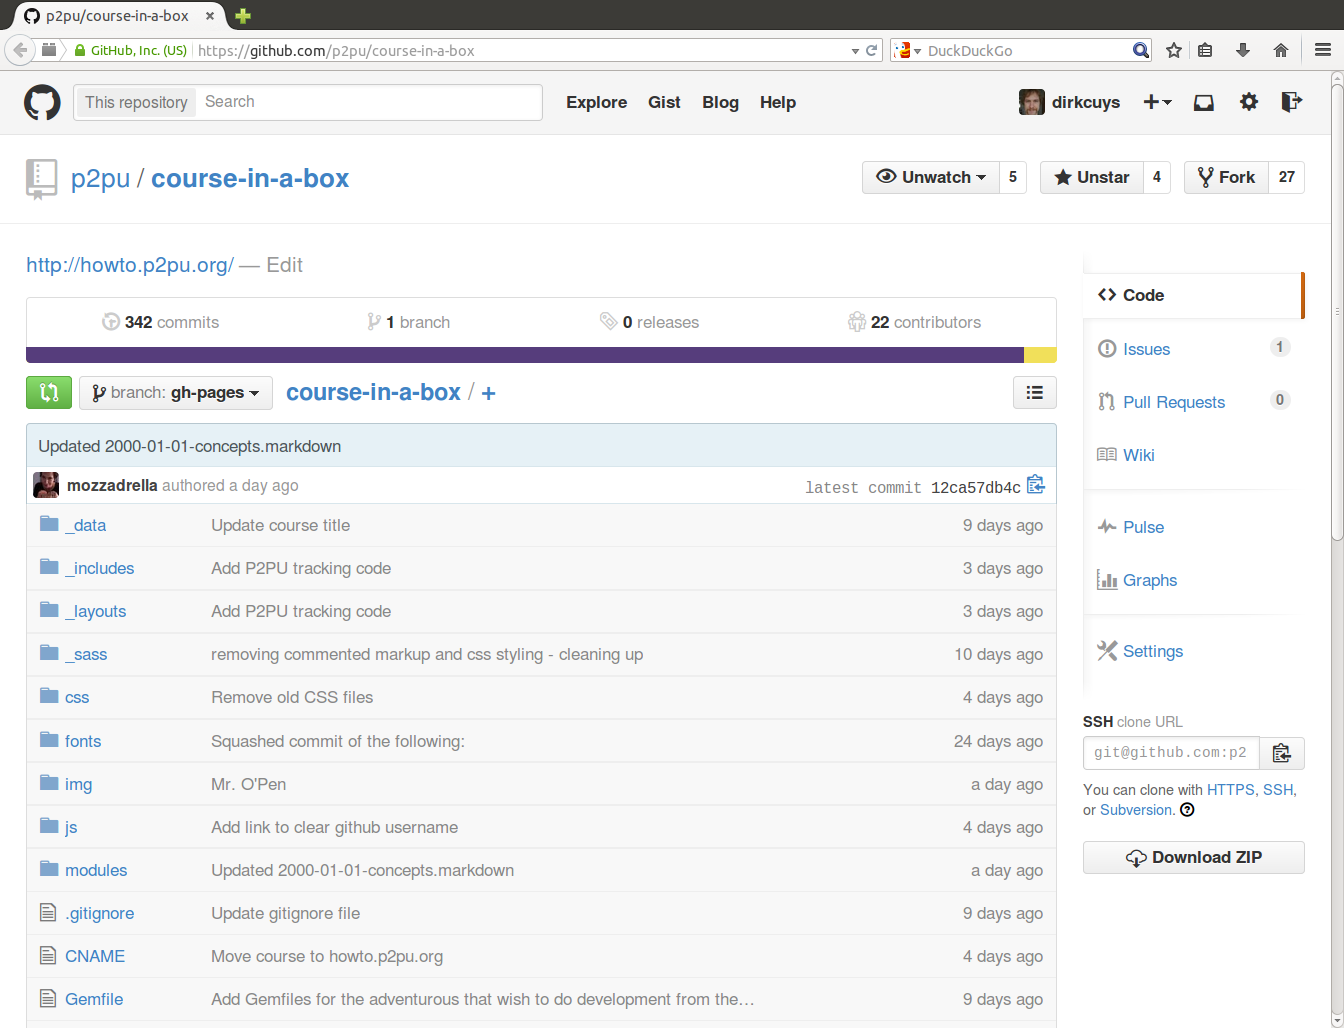 p2pu/course-in-a-box ×
GitHub, Inc. (US) https://github.com/p2pu/course-in-a-box DuckDuckGo
This repository Search Explore Gist Blog Help dirkcuys
p2pu / course-in-a-box Unwatch 5 Unstar 4 Fork 27
http://howto.p2pu.org/ — Edit
342 commits 1 branch 0 releases 22 contributors
branch: gh-pages course-in-a-box / +
Updated 2000-01-01-concepts.markdown
mozzadrella authored a day ago latest commit 12ca57db4c
_data Update course title 9 days ago
_includes Add P2PU tracking code 3 days ago
_layouts Add P2PU tracking code 3 days ago
_sass removing commented markup and css styling - cleaning up 10 days ago
css Remove old CSS files 4 days ago
fonts Squashed commit of the following: 24 days ago
img Mr. O'Pen a day ago
js Add link to clear github username 4 days ago
modules Updated 2000-01-01-concepts.markdown a day ago
.gitignore Update gitignore file 9 days ago
CNAME Move course to howto.p2pu.org 4 days ago
Gemfile Add Gemfiles for the adventurous that wish to do development from the… 9 days ago
Code
Issues 1
Pull Requests 0
Wiki
Pulse
Graphs
Settings
SSH clone URL
git@github.com:p2
You can clone with HTTPS, SSH,
or Subversion.
Download ZIP